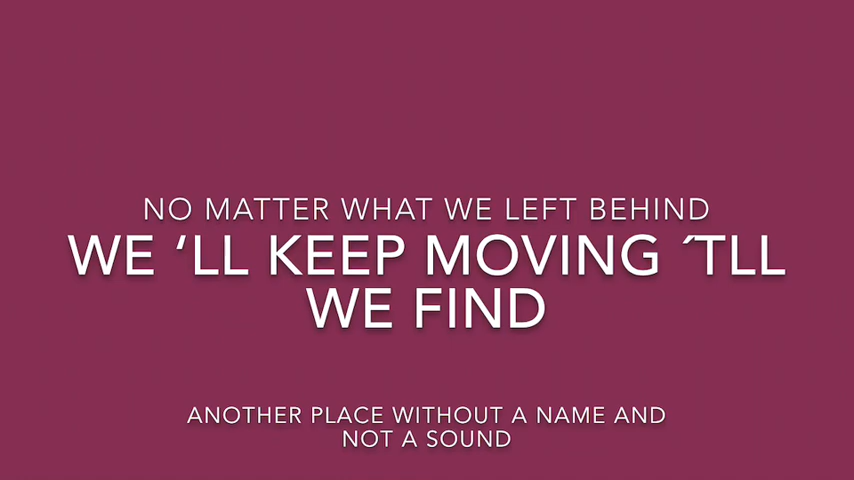 NO MATTER WHAT WE LEFT BEHIND
WE ‘LL KEEP MOVING ´TLL
WE FIND
ANOTHER PLACE WITHOUT A NAME AND
NOT A SOUND